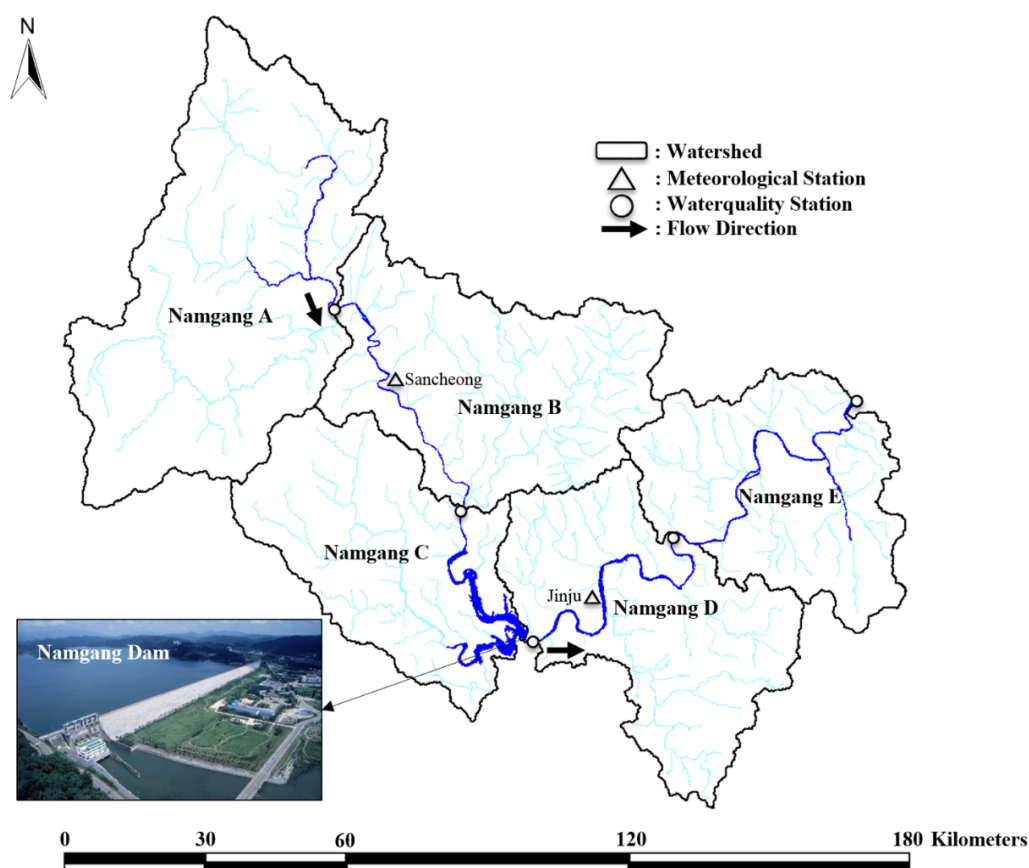 N
: Watershed
: Meteorological Station
: Waterquality Station
: Flow Direction
Namgang A
Sancheong
Namgang B
Namgang E
Namgang C
Jinju
Namgang D
Namgang Dam
0 30 60 120 180 Kilometers